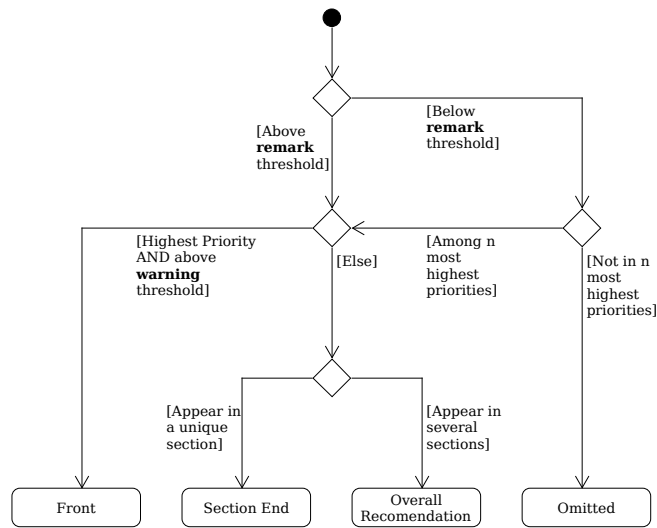 [Below
remark
threshold]
[Above
remark
threshold]
[Highest Priority
AND above
warning
threshold]
[Else]
[Among n
most
highest
priorities]
[Not in n
most
highest
priorities]
[Appear in
a unique
section]
[Appear in
several
sections]
Front
Section End
Overall
Recomendation
Omitted